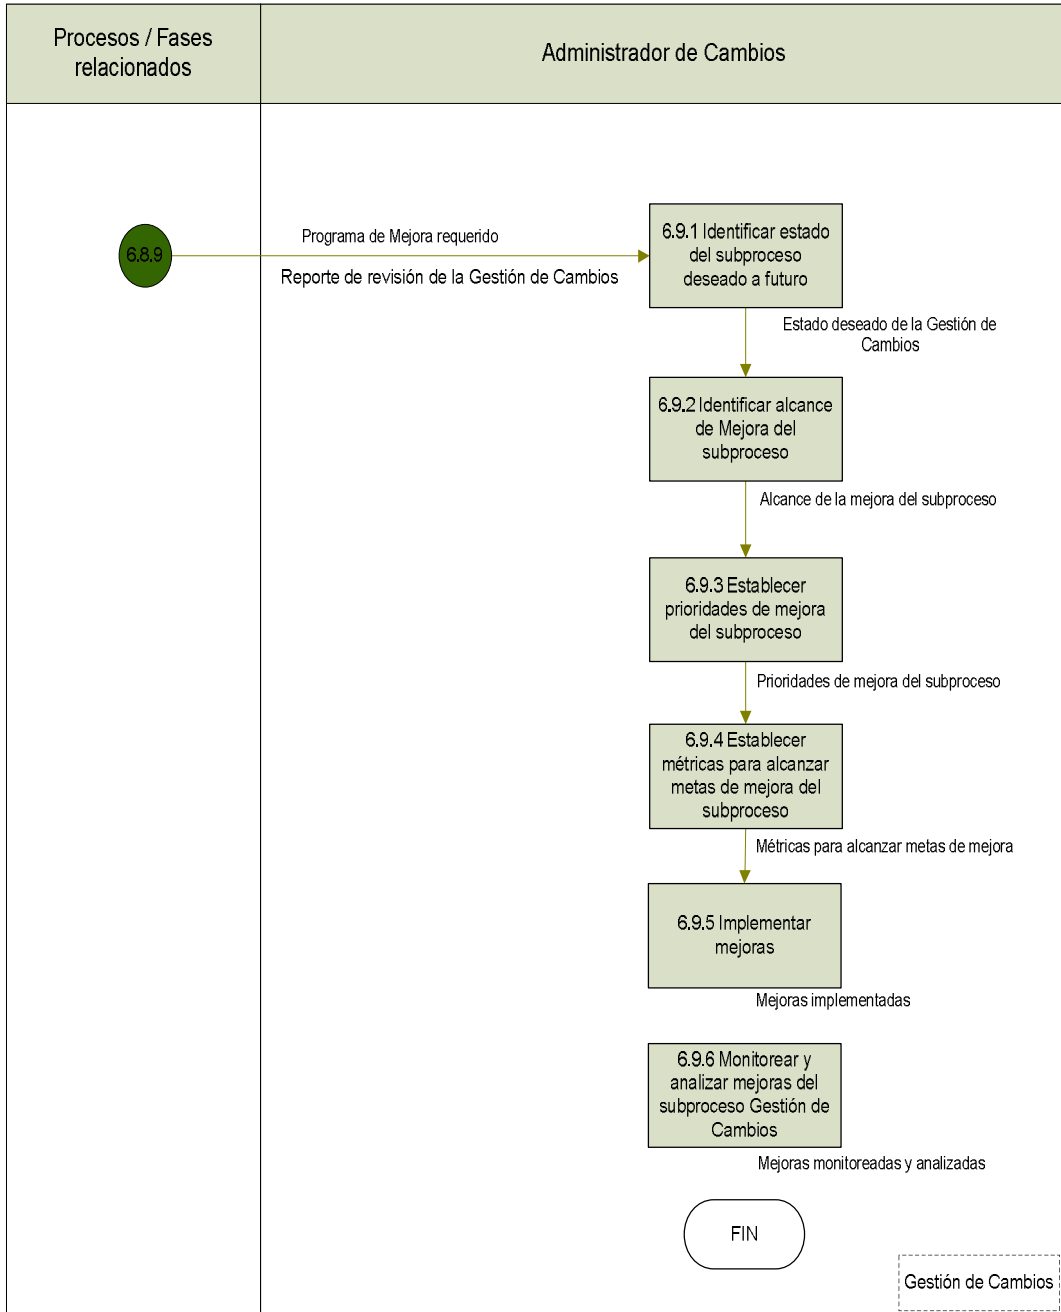 Procesos / Fases
relacionados
Administrador de Cambios
6.8.9
Programa de Mejora requerido
Reporte de revisión de la Gestión de Cambios
6.9.1 Identificar estado
del subproceso
deseado a futuro
Estado deseado de la Gestión de
Cambios
6.9.2 Identificar alcance
de Mejora del
subproceso
Alcance de la mejora del subproceso
6.9.3 Establecer
prioridades de mejora
del subproceso
Prioridades de mejora del subproceso
6.9.4 Establecer
métricas para alcanzar
metas de mejora del
subproceso
Métricas para alcanzar metas de mejora
6.9.5 Implementar
mejoras
Mejoras implementadas
6.9.6 Monitorear y
analizar mejoras del
subproceso Gestión de
Cambios
Mejoras monitoreadas y analizadas
FIN
Gestión de Cambios